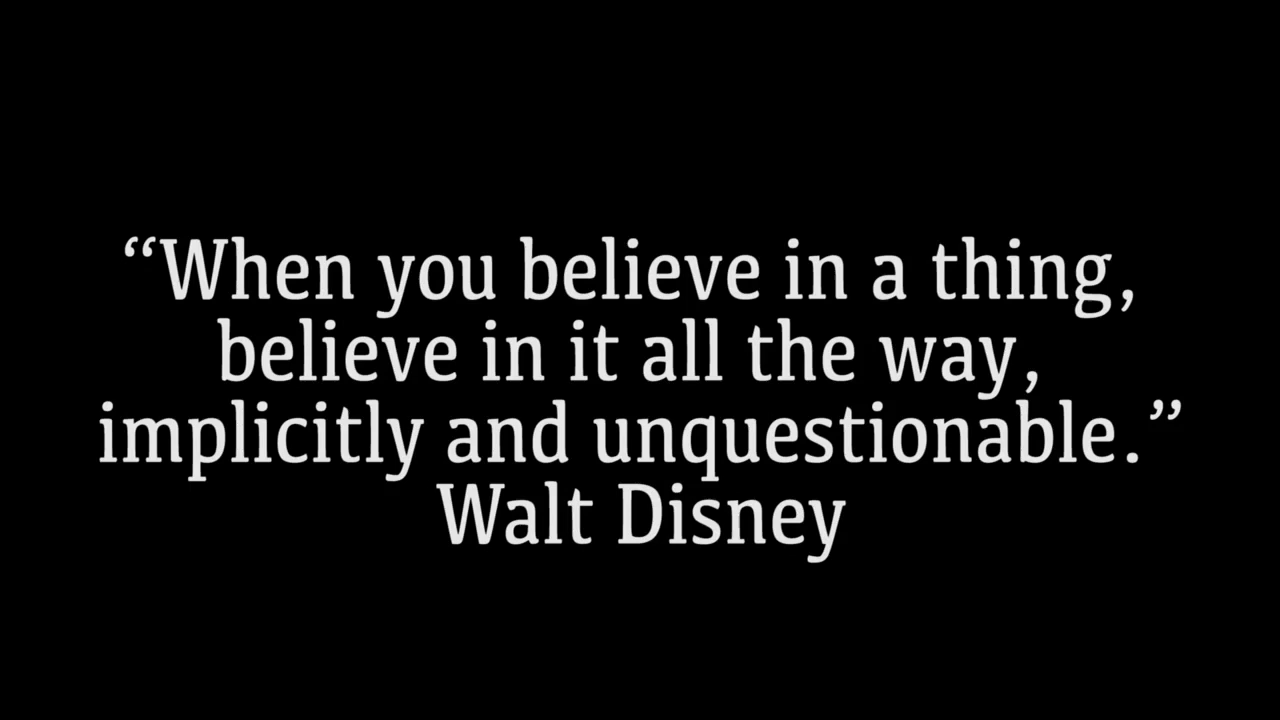 “When you believe in a thing,
believe in it all the way,
implicitly and unquestionable.”
Walt Disney